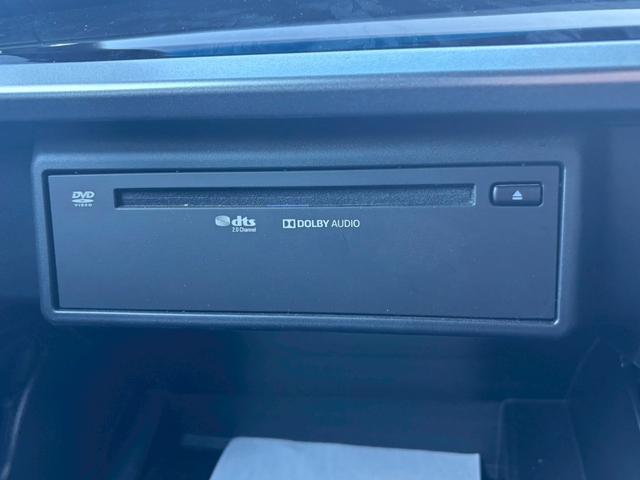 DVD
VIDEO
dts
2.0 Channel
DOLBY AUDIO